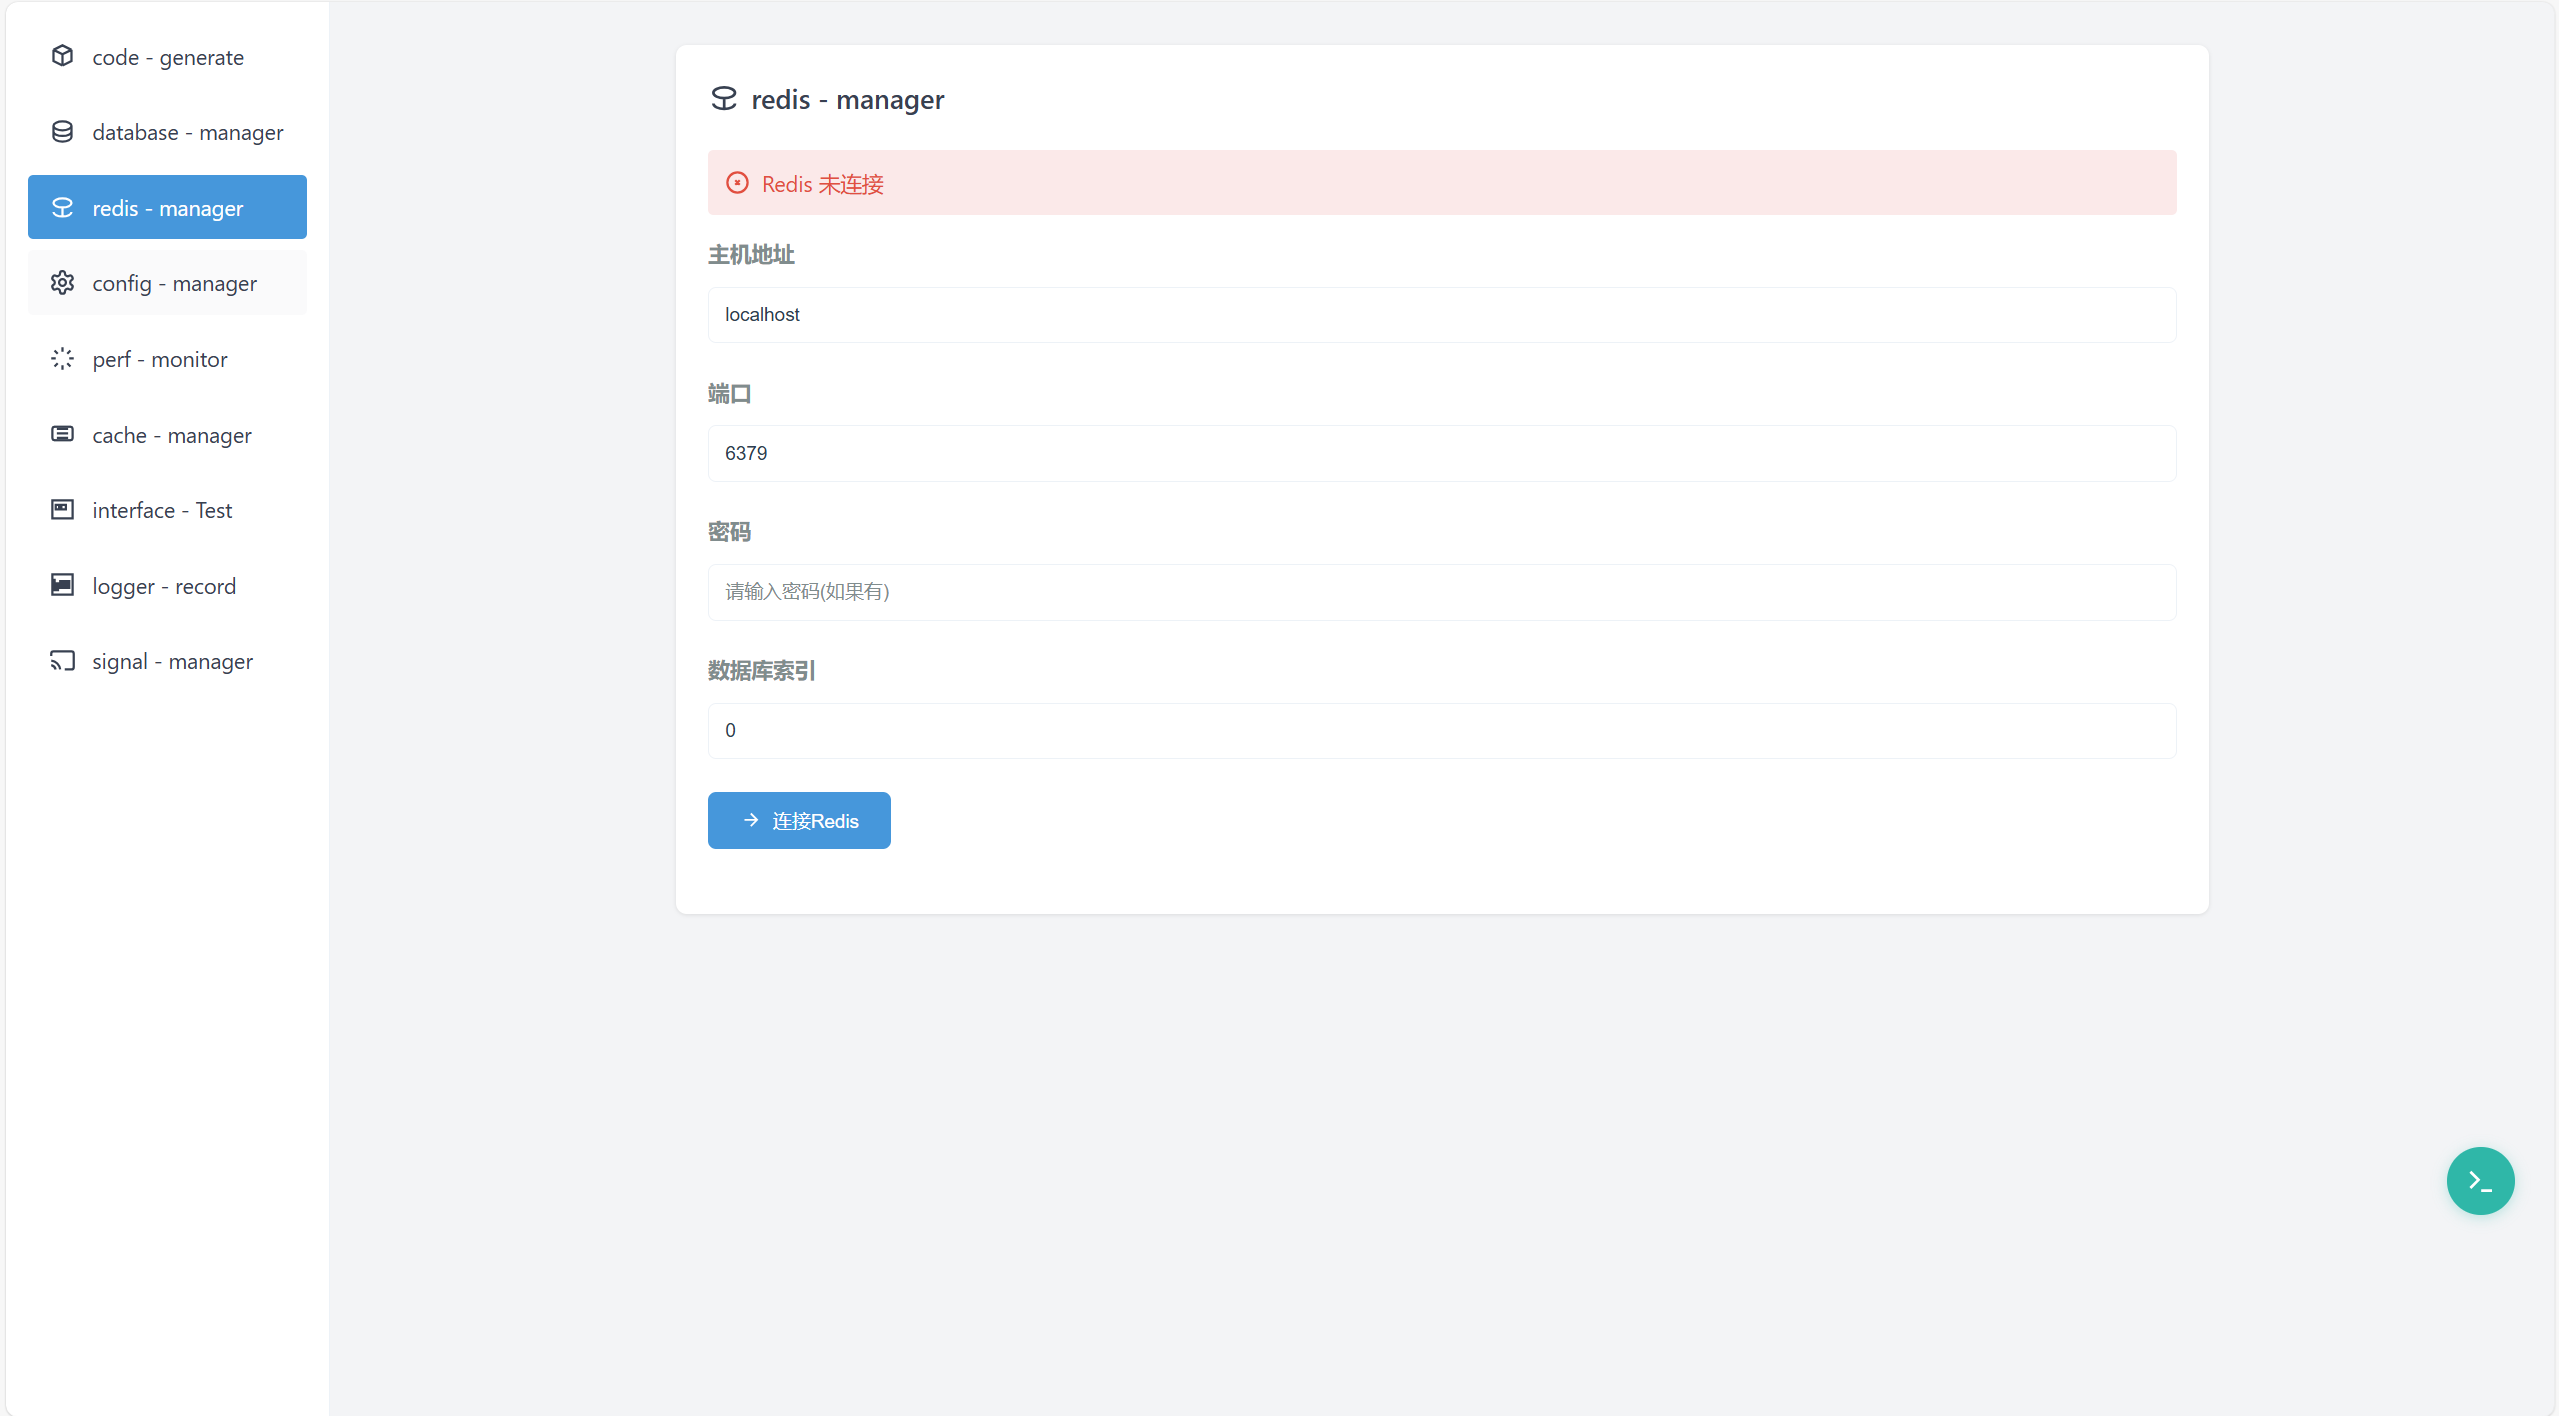 code - generate
database - manager
redis - manager
config - manager
perf - monitor
cache - manager
interface - Test
logger - record
signal - manager
redis - manager
Redis 未连接
主机地址
localhost
端口
6379
密码
请输入密码(如果有)
数据库索引
0
连接Redis